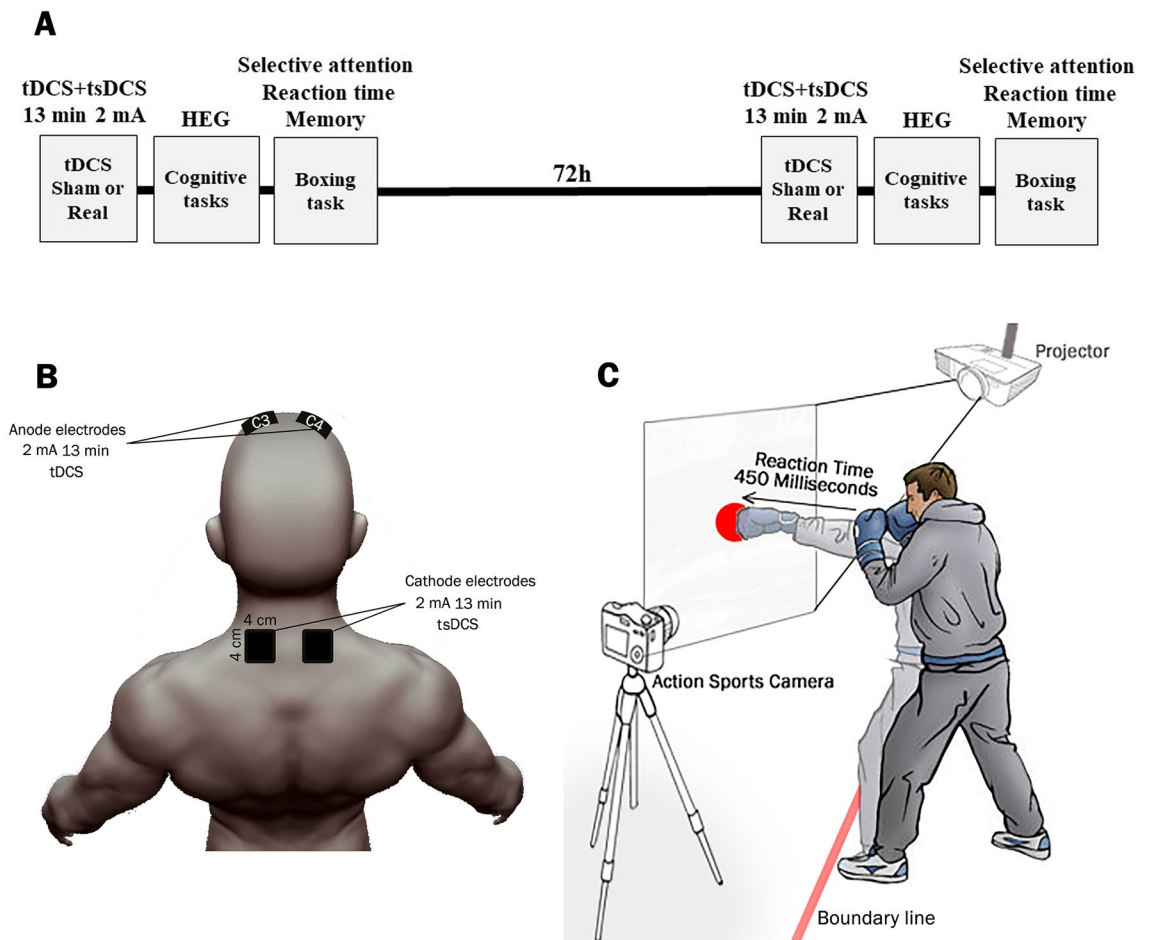 A
tDCS+tsDCS
13 min 2 mA
tDCS
Sham or
Real
HEG
Cognitive
tasks
Selective attention
Reaction time
Memory
Boxing
task
72h
tDCS+tsDCS
13 min 2 mA
tDCS
Sham or
Real
HEG
Cognitive
tasks
Selective attention
Reaction time
Memory
Boxing
task
B
C3
C4
Anode electrodes
2 mA 13 min
tDCS
Cathode electrodes
2 mA 13 min
tsDCS
4 cm
4 cm
C
Projector
Reaction Time
450 Milliseconds
Action Sports Camera
Boundary line